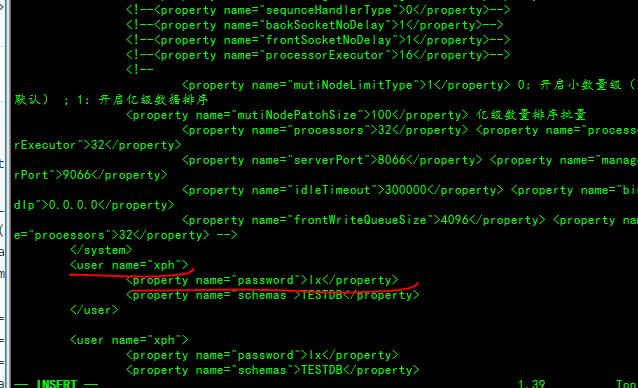 <!--<property name="sequnceHandlerType">0</property>-->
<!--<property name="backSocketNoDelay">1</property>-->
<!--<property name="frontSocketNoDelay">1</property>-->
<!--<property name="processorExecutor">16</property>-->
<!--
<property name="mutiNodeLimitType">1</property> 0：开启小数量级（
默认） ；1：开启亿级数据排序
<property name="mutiNodePatchSize">100</property> 亿级数量排序批量
<property name="processors">32</property> <property name="processo
rExecutor">32</property>
<property name="serverPort">8066</property> <property name="manage
rPort">9066</property>
<property name="idleTimeout">300000</property> <property name="bin
dIp">0.0.0.0</property>
<property name="frontWriteQueueSize">4096</property> <property nam
e="processors">32</property> -->
</system>
<user name="xph">
<property name="password">lx</property>
<property name="schemas">TESTDB</property>
</user>
<user name="xph">
<property name="password">lx</property>
<property name="schemas">TESTDB</property>
-- INSERT -- 1,39 Top